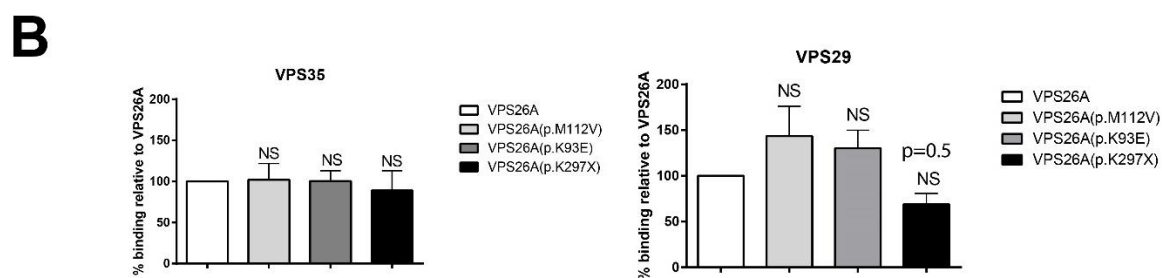 B
VPS35
% binding relative to VPS26A
200
150
100
50
0
NS
NS
NS
VPS26A
VPS26A(p.M112V)
VPS26A(p.K93E)
VPS26A(p.K297X)
VPS29
% binding relative to VPS26A
200
150
100
50
0
NS
NS
p=0.5
NS
VPS26A
VPS26A(p.M112V)
VPS26A(p.K93E)
VPS26A(p.K297X)